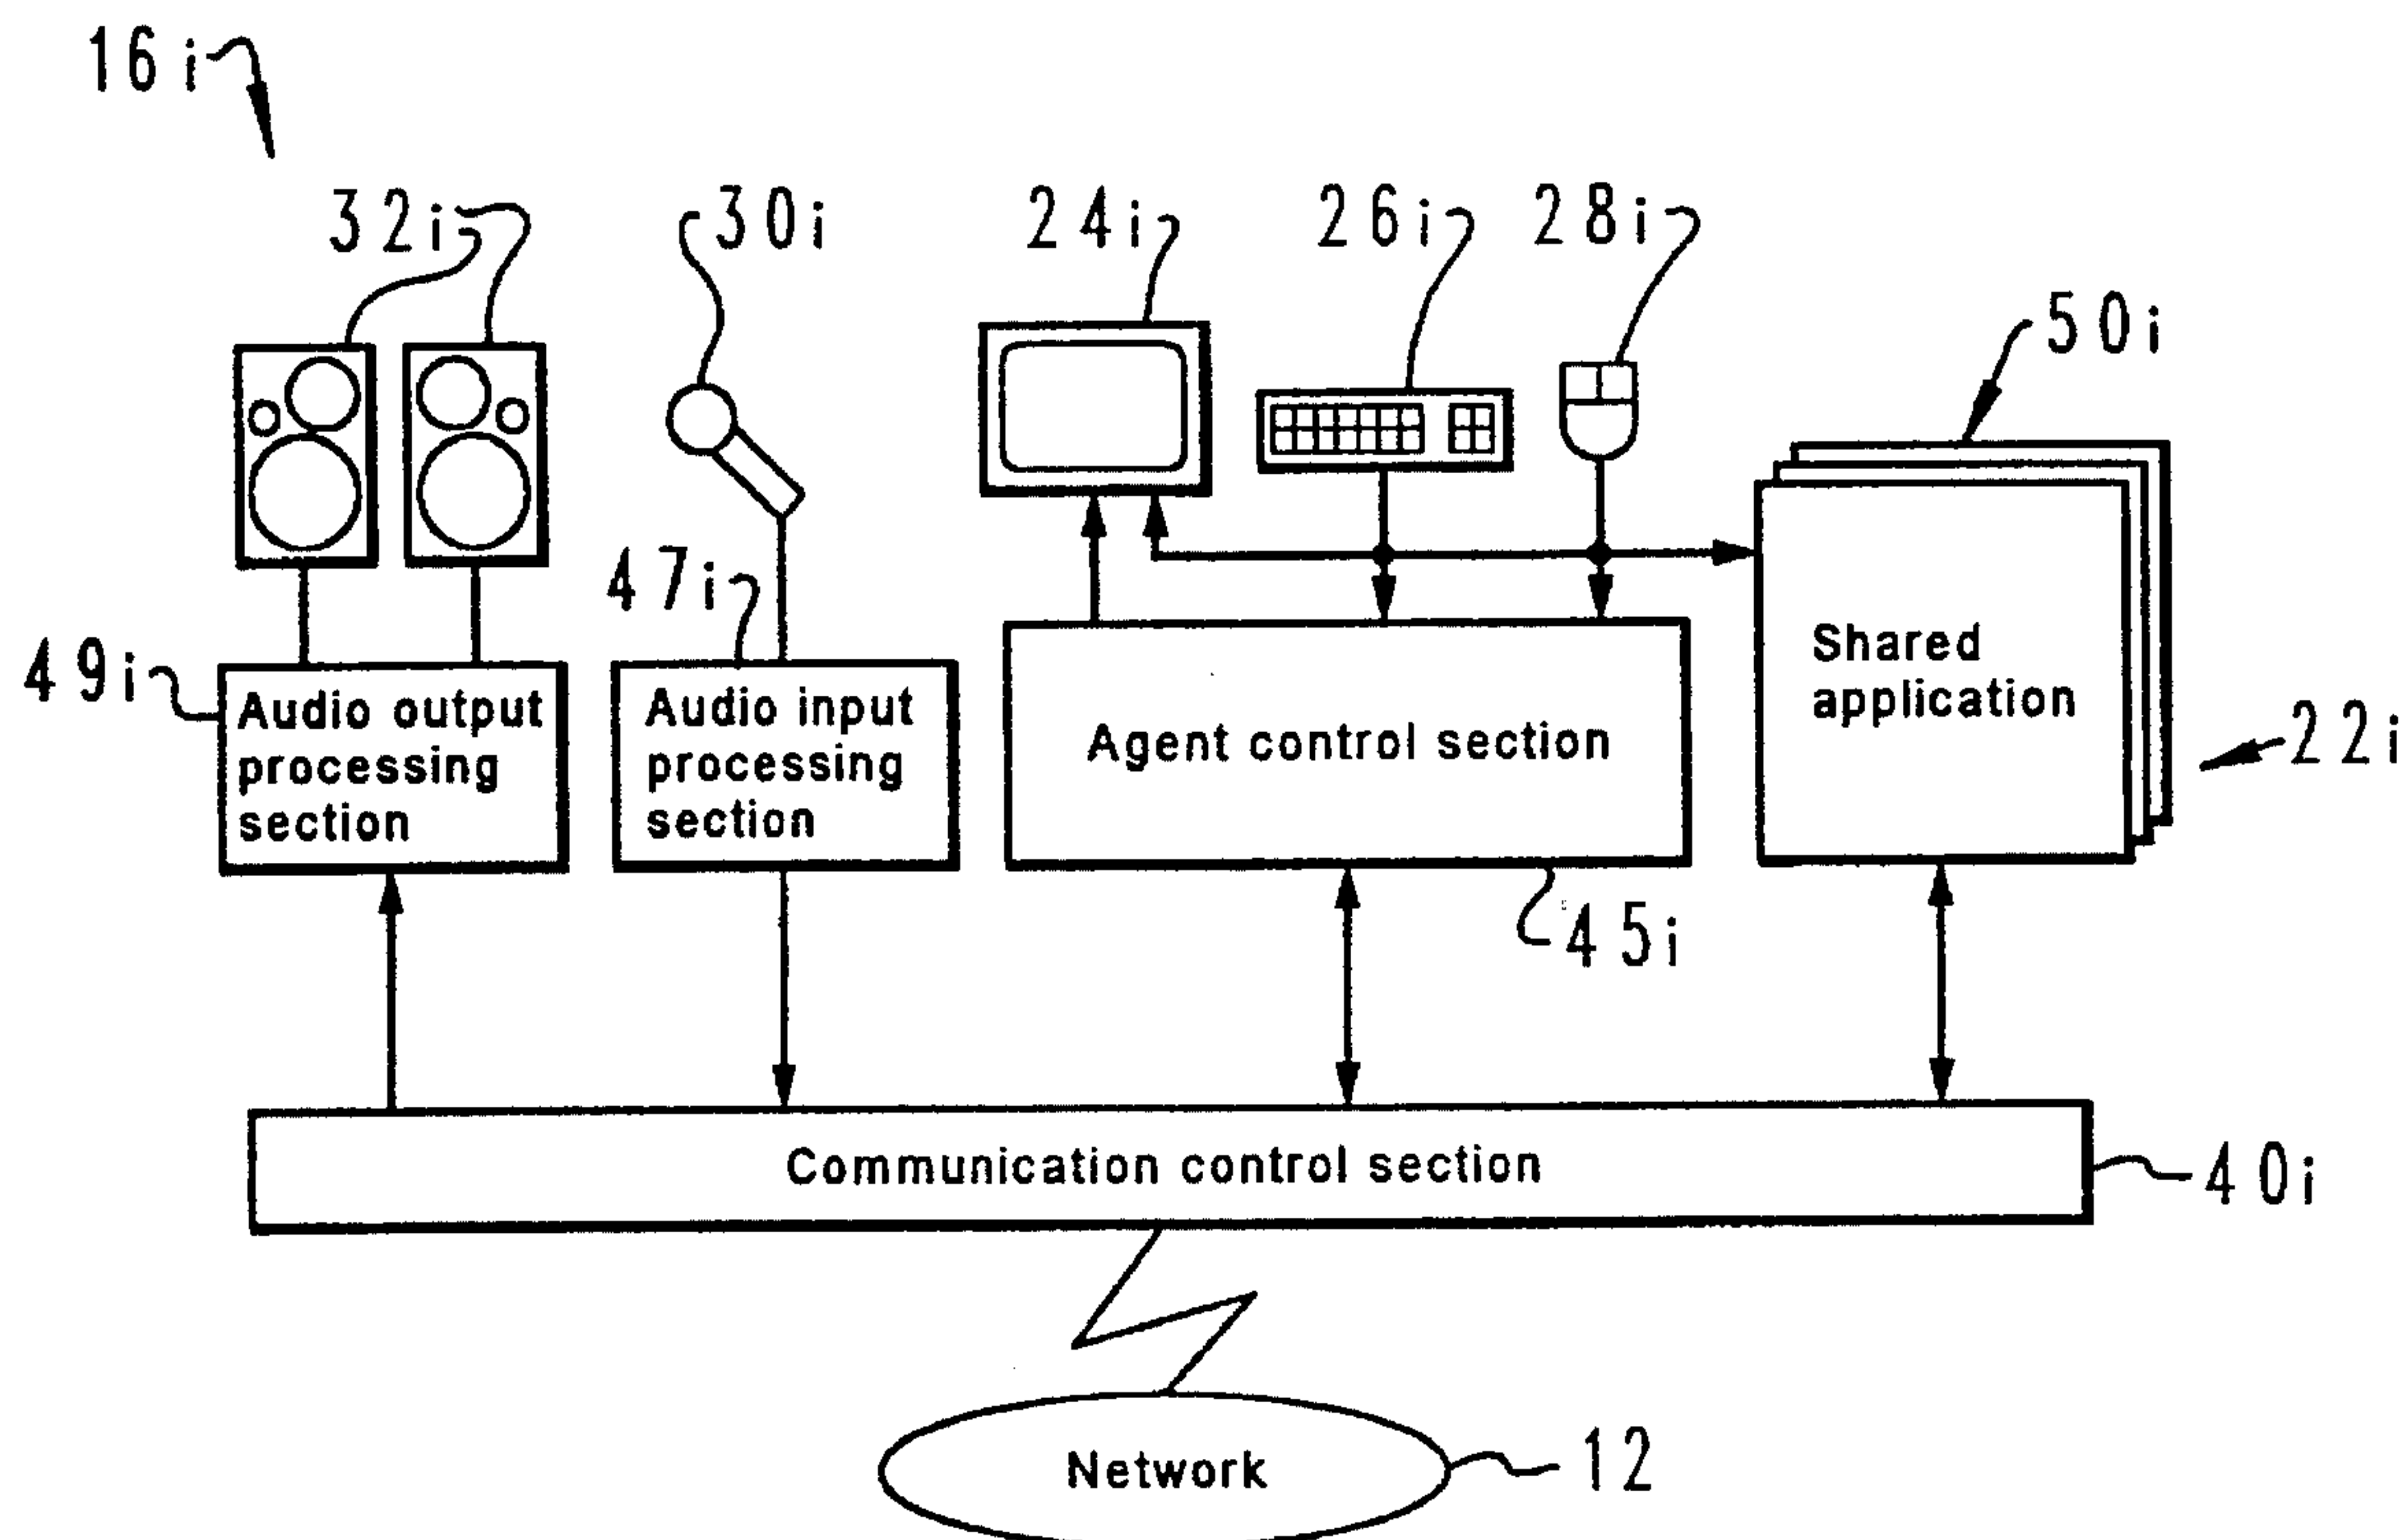 16i
32i
30i
24i
26i
28i
50i
47i
49i
Audio output
processing
section
Audio input
processing
section
Agent control section
Shared
application
22i
45i
Communication control section
40i
Network
12